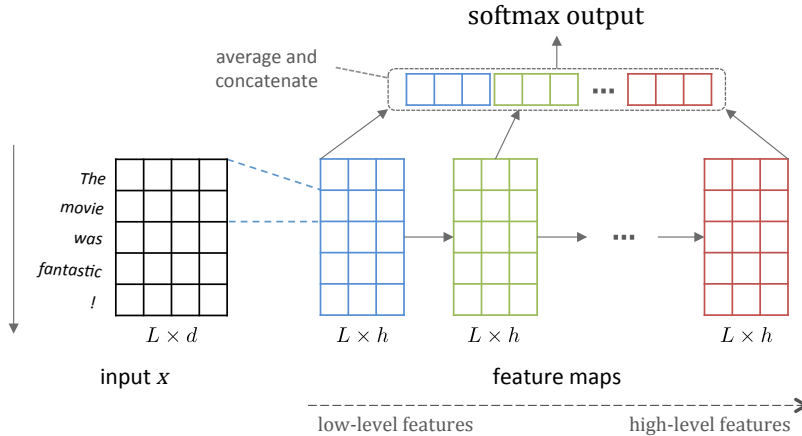 softmax output
average and
concatenate
...
The
movie
was
fantastic
!
...
L × d
L × h
L × h
L × h
input x
feature maps
low-level features
high-level features